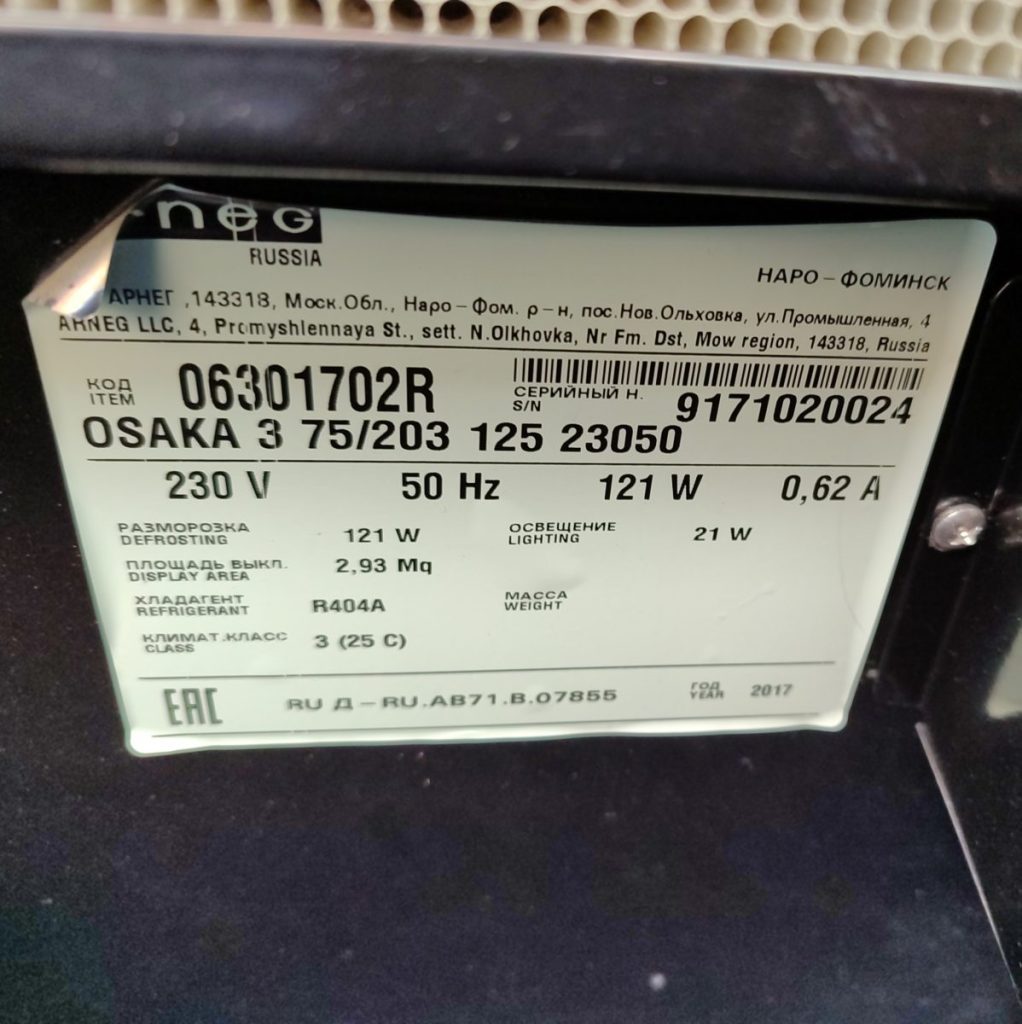 neG
RUSSIA
НАРО-ФОМИНСК
АРНЕГ ,143318, Моск.Обл., Наро-Фом. р-н, пос.Нов.Ольховка, ул.Промышленная, 4
ARNEG LLC, 4, Promyshlennaya St., sett. N.Olkhovka, Nr Fm. Dst, Mow region, 143318, Russia
КОД
ITEM
06301702R
СЕРИЙНЫЙ Н.
S/N
9171020024
OSAKA 3 75/203 125 23050
230 V 50 Hz 121 W 0,62 A
РАЗМОРОЗКА
DEFROSTING
121 W
ОСВЕЩЕНИЕ
LIGHTING
21 W
ПЛОЩАДЬ ВЫКЛ.
DISPLAY AREA
2,93 Mq
ХЛАДАГЕНТ
REFRIGERANT
R404A
МАССА
WEIGHT
КЛИМАТ.КЛАСС
CLASS
3 (25 C)
EAC
RU Д-RU.АВ71.В.07855
ГОД
YEAR
2017